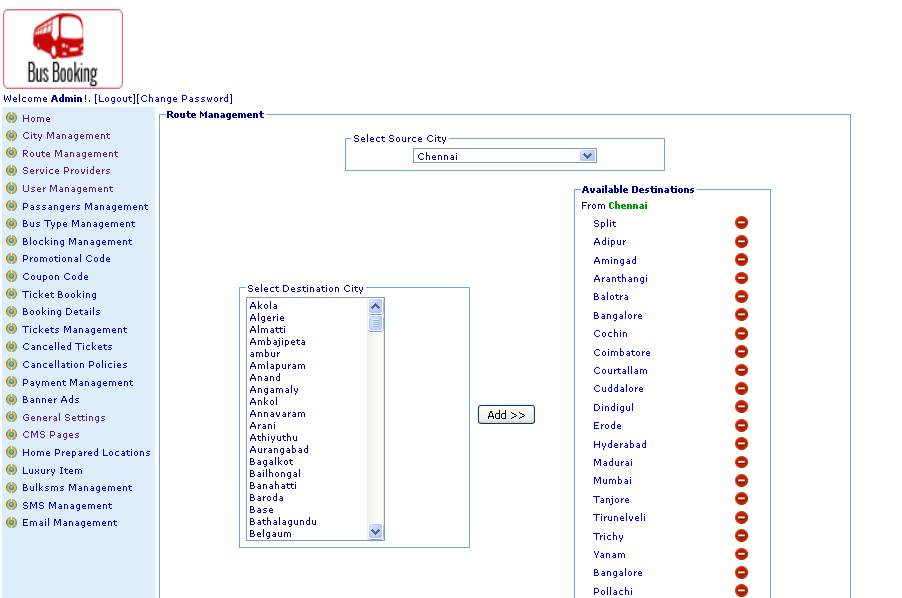 Bus Booking
Welcome Admin!. [Logout][Change Password]
Home
City Management
Route Management
Service Providers
User Management
Passangers Management
Bus Type Management
Blocking Management
Promotional Code
Coupon Code
Ticket Booking
Booking Details
Tickets Management
Cancelled Tickets
Cancellation Policies
Payment Management
Banner Ads
General Settings
CMS Pages
Home Prepared Locations
Luxury Item
Bulksms Management
SMS Management
Email Management
Route Management
Select Source City
Chennai
Select Destination City
Akola
Algerie
Almatti
Ambajipeta
ambur
Amlapuram
Anand
Angamaly
Ankol
Annavaram
Arani
Athiyuthu
Aurangabad
Bagalkot
Bailhongal
Banahatti
Baroda
Base
Bathalagundu
Belgaum
Add >>
Available Destinations
From Chennai
Split
Adipur
Amingad
Aranthangi
Balotra
Bangalore
Cochin
Coimbatore
Courtallam
Cuddalore
Dindigul
Erode
Hyderabad
Madurai
Mumbai
Tanjore
Tirunelveli
Trichy
Yanam
Bangalore
Pollachi